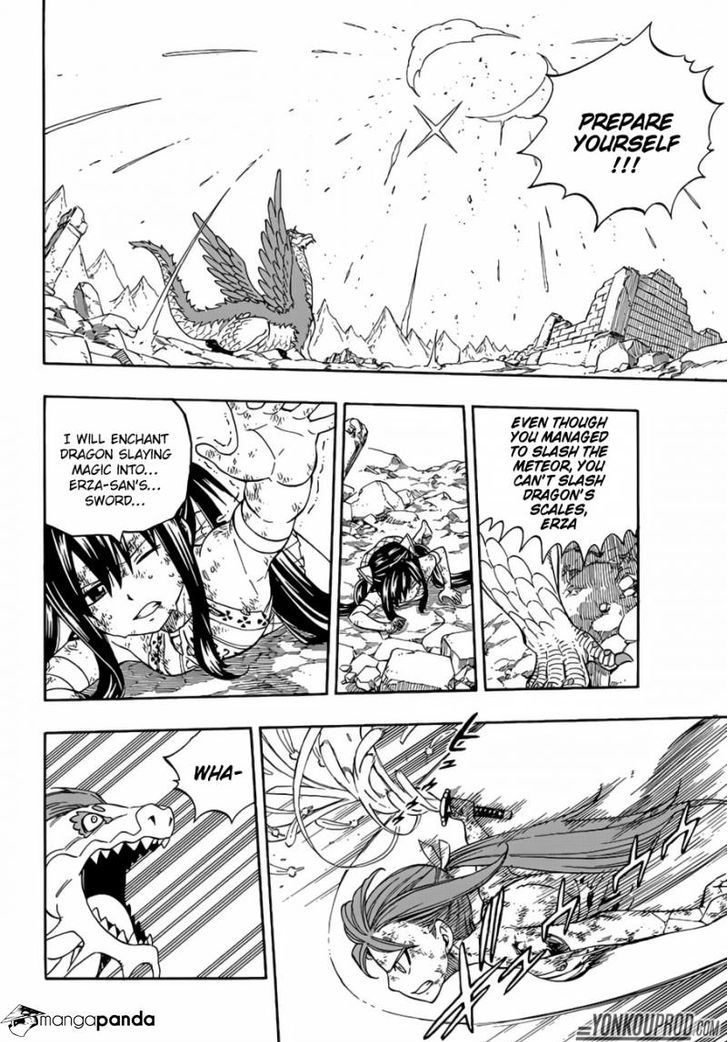 PREPARE
YOURSELF
!!!
EVEN THOUGH
YOU MANAGED
TO SLASH THE
METEOR, YOU
CAN'T SLASH
DRAGON'S
SCALES,
ERZA
I WILL ENCHANT
DRAGON SLAYING
MAGIC INTO...
ERZA-SAN'S...
SWORD...
WHA-
mangapanda
YONKOUPROD.COM